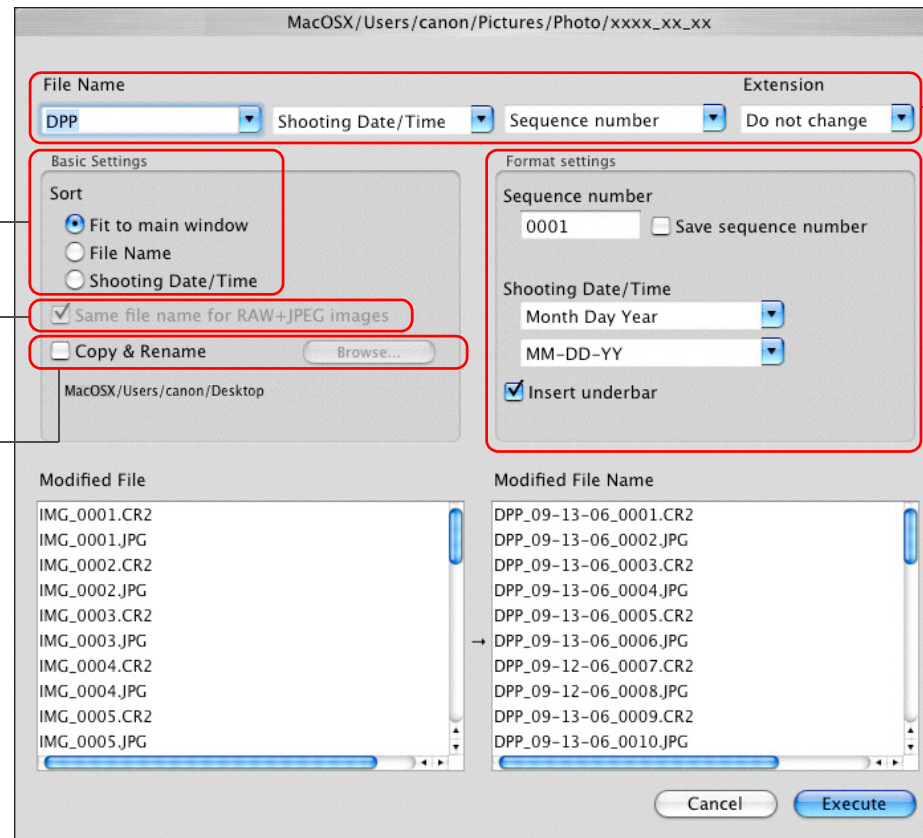 MacOSX/Users/canon/Pictures/Photo/xxxx_xx_xx
File Name
Extension
DPP
Shooting Date/Time
Sequence number
Do not change
Basic Settings
Sort
Fit to main window
File Name
Shooting Date/Time
Same file name for RAW+JPEG images
Copy & Rename
Browse...
MacOSX/Users/canon/Desktop
Format settings
Sequence number
0001
Save sequence number
Shooting Date/Time
Month Day Year
MM-DD-YY
Insert underbar
Modified File
IMG_0001.CR2
IMG_0001.JPG
IMG_0002.CR2
IMG_0002.JPG
IMG_0003.CR2
IMG_0003.JPG
IMG_0004.CR2
IMG_0004.JPG
IMG_0005.CR2
IMG_0005.JPG
→
Modified File Name
DPP_09-13-06_0001.CR2
DPP_09-13-06_0002.JPG
DPP_09-13-06_0003.CR2
DPP_09-13-06_0004.JPG
DPP_09-13-06_0005.CR2
DPP_09-13-06_0006.JPG
DPP_09-12-06_0007.CR2
DPP_09-12-06_0008.JPG
DPP_09-13-06_0009.CR2
DPP_09-13-06_0010.JPG
Cancel
Execute